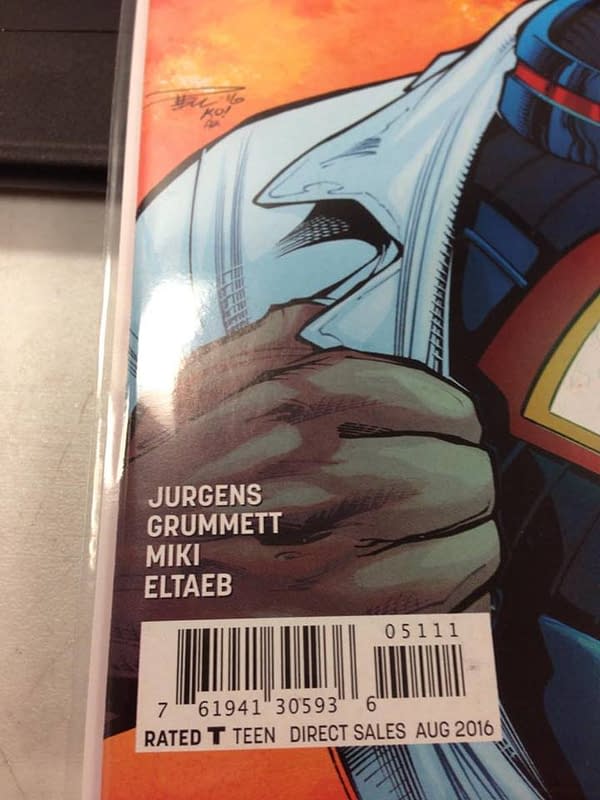 JURGENS
GRUMMETT
MIKI
ELTAEB
05111
7 61941 30593 6
RATED T TEEN DIRECT SALES AUG 2016